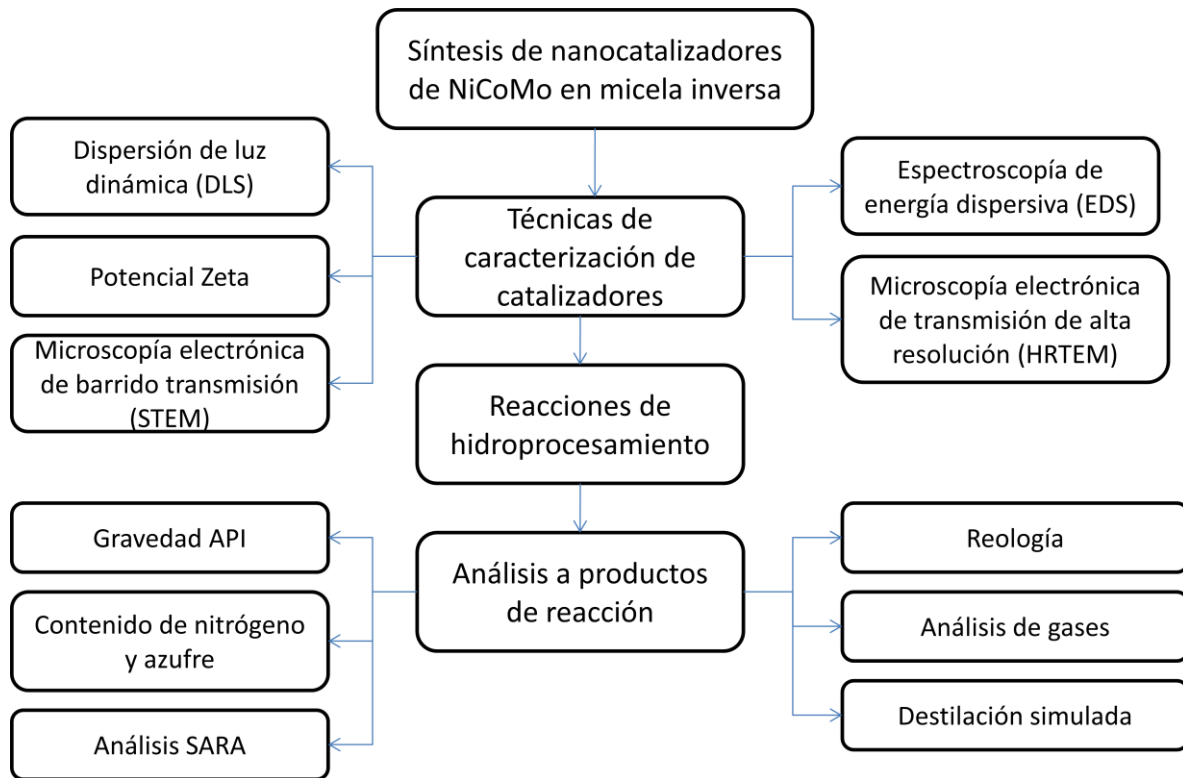 Síntesis de nanocatalizadores
de NiCoMo en micela inversa
Dispersión de luz
dinámica (DLS)
Potencial Zeta
Microscopía electrónica
de barrido transmisión
(STEM)
Técnicas de
caracterización de
catalizadores
Espectroscopía de
energía dispersiva (EDS)
Microscopía electrónica
de transmisión de alta
resolución (HRTEM)
Reacciones de
hidroprocesamiento
Gravedad API
Contenido de nitrógeno
y azufre
Análisis SARA
Análisis a productos
de reacción
Reología
Análisis de gases
Destilación simulada